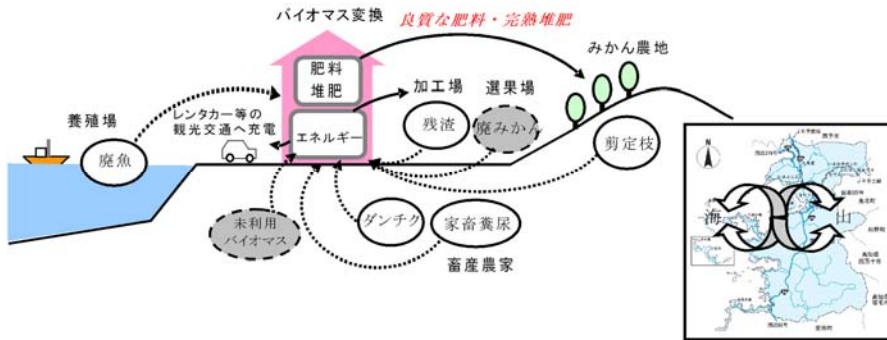 バイオマス変換
良質な肥料・完熟堆肥
みかん農地
肥料
堆肥
加工場
選果場
養殖場
レンタカー等の
観光交通へ充電
エネルギー
残渣
廃みかん
剪定枝
廃魚
未利用
バイオマス
ダンチク
家畜糞尿
畜産農家
N
海
山